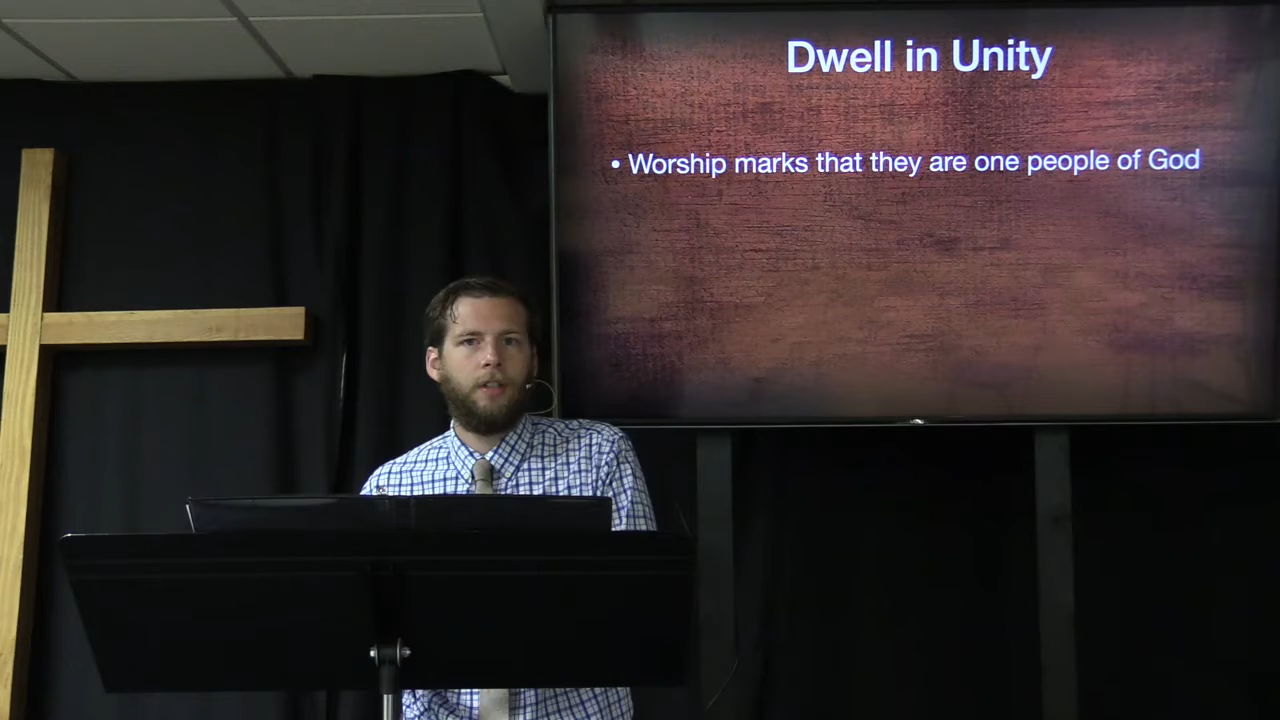 Dwell in Unity
• Worship marks that they are one people of God